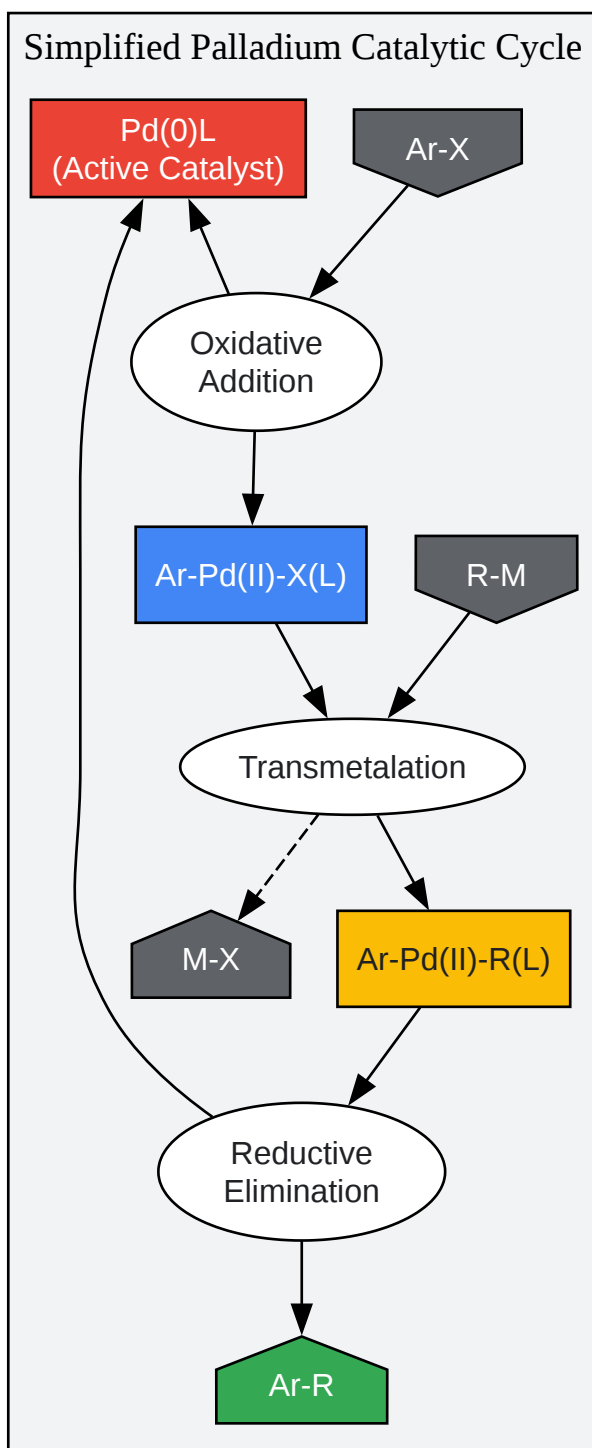 Simplified Palladium Catalytic Cycle
Pd(0)L
(Active Catalyst)
Ar-X
Oxidative
Addition
Ar-Pd(II)-X(L)
R-M
Transmetalation
M-X
Ar-Pd(II)-R(L)
Reductive
Elimination
Ar-R